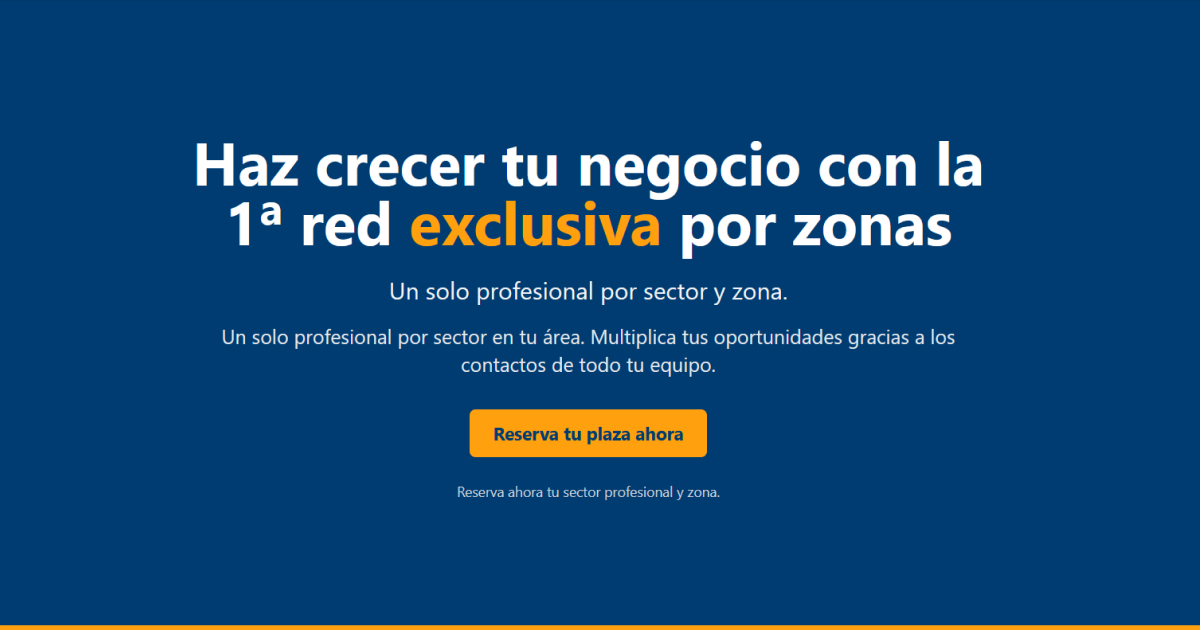 Haz crecer tu negocio con la
1ª red exclusiva por zonas
Un solo profesional por sector y zona.
Un solo profesional por sector en tu área. Multiplica tus oportunidades gracias a los
contactos de todo tu equipo.
Reserva tu plaza ahora
Reserva ahora tu sector profesional y zona.